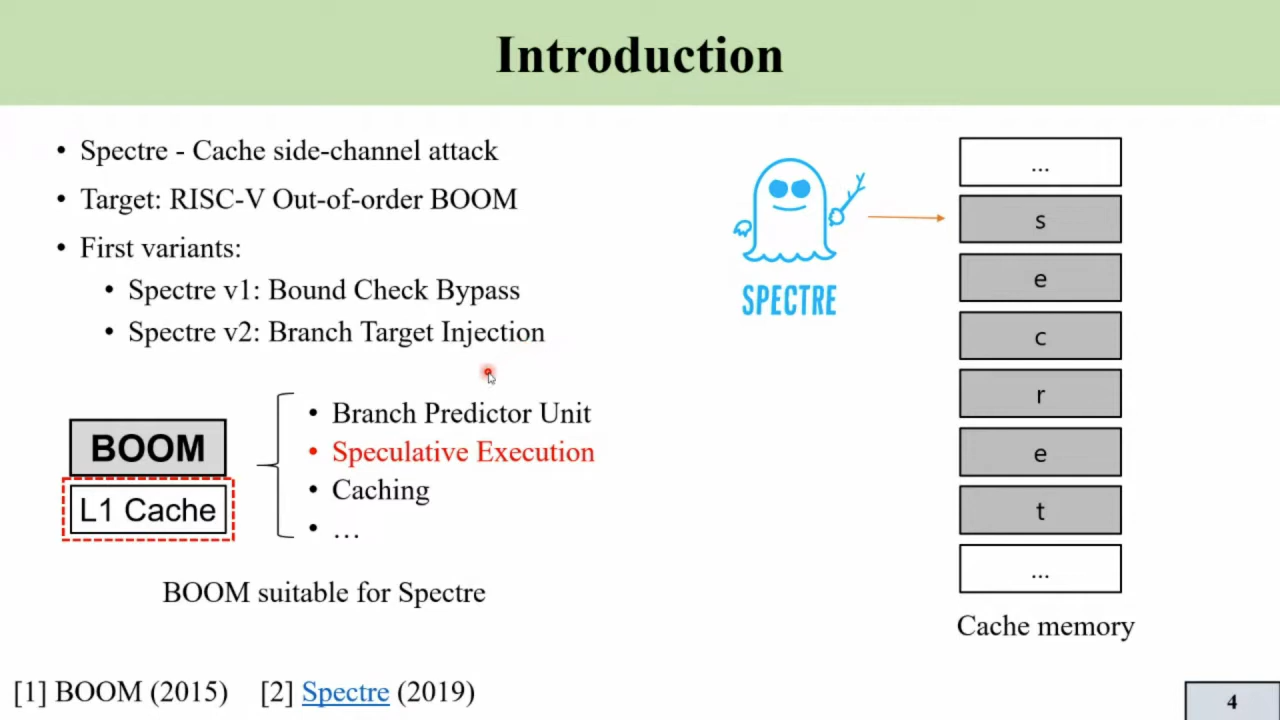 Introduction
• Spectre - Cache side-channel attack
• Target: RISC-V Out-of-order BOOM
• First variants:
• Spectre v1: Bound Check Bypass
• Spectre v2: Branch Target Injection
BOOM
L1 Cache
• Branch Predictor Unit
• Speculative Execution
• Caching
• …
BOOM suitable for Spectre
SPECTRE
...
s
e
c
r
e
t
...
Cache memory
[1] BOOM (2015) [2] Spectre (2019)
4